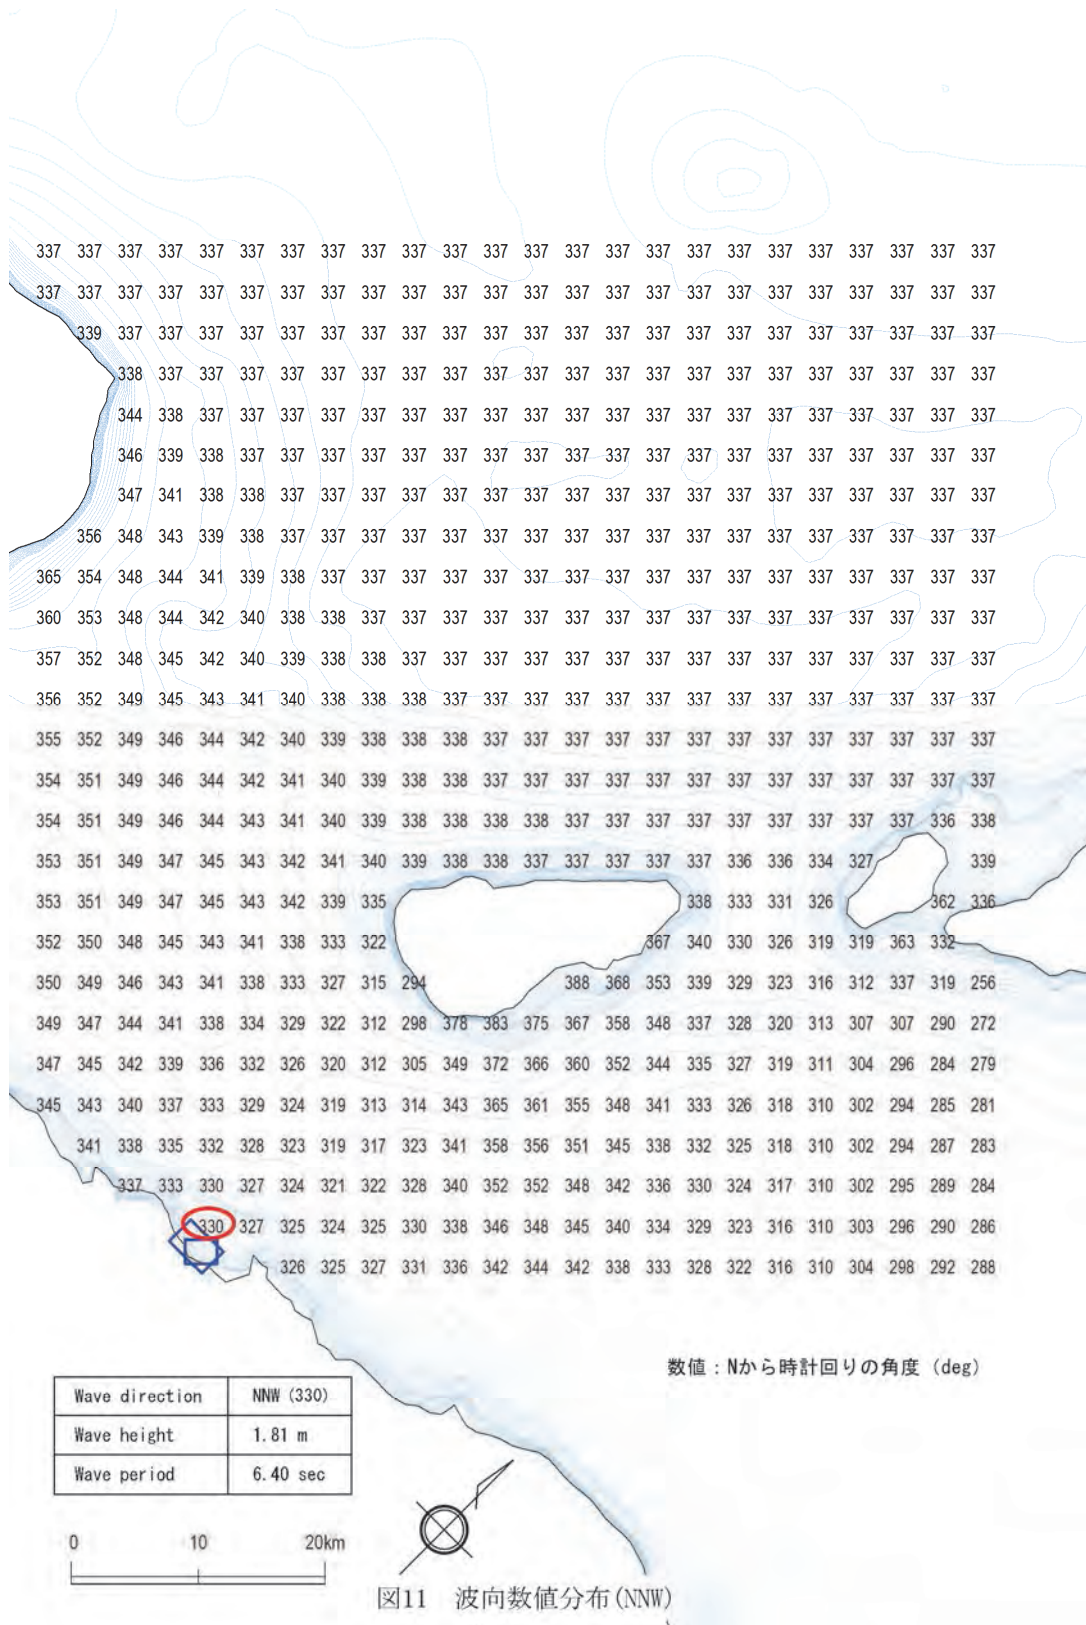 337 337 337 337 337 337 337 337 337 337 337 337 337 337 337 337 337 337 337 337 337 337 337 337
337 337 337 337 337 337 337 337 337 337 337 337 337 337 337 337 337 337 337 337 337 337 337 337
339 337 337 337 337 337 337 337 337 337 337 337 337 337 337 337 337 337 337 337 337 337 337
338 337 337 337 337 337 337 337 337 337 337 337 337 337 337 337 337 337 337 337 337 337
344 338 337 337 337 337 337 337 337 337 337 337 337 337 337 337 337 337 337 337 337 337
346 339 338 337 337 337 337 337 337 337 337 337 337 337 337 337 337 337 337 337 337 337
347 341 338 338 337 337 337 337 337 337 337 337 337 337 337 337 337 337 337 337 337 337
356 348 343 339 338 337 337 337 337 337 337 337 337 337 337 337 337 337 337 337 337 337 337
365 354 348 344 341 339 338 337 337 337 337 337 337 337 337 337 337 337 337 337 337 337 337 337
360 353 348 344 342 340 338 338 337 337 337 337 337 337 337 337 337 337 337 337 337 337 337 337
357 352 348 345 342 340 339 338 338 337 337 337 337 337 337 337 337 337 337 337 337 337 337 337
356 352 349 345 343 341 340 338 338 338 337 337 337 337 337 337 337 337 337 337 337 337 337 337
355 352 349 346 344 342 340 339 338 338 338 337 337 337 337 337 337 337 337 337 337 337 337 337
354 351 349 346 344 342 341 340 339 338 338 337 337 337 337 337 337 337 337 337 337 337 337 337
354 351 349 346 344 343 341 340 339 338 338 338 338 337 337 337 337 337 337 337 337 337 336 338
353 351 349 347 345 343 342 341 340 339 338 338 337 337 337 337 337 336 336 334 327 339
353 351 349 347 345 343 342 339 335 338 333 331 326 362 336
352 350 348 345 343 341 338 333 322 367 340 330 326 319 319 363 332
350 349 346 343 341 338 333 327 315 294 388 368 353 339 329 323 316 312 337 319 256
349 347 344 341 338 334 329 322 312 298 378 383 375 367 358 348 337 328 320 313 307 307 290 272
347 345 342 339 336 332 326 320 312 305 349 372 366 360 352 344 335 327 319 311 304 296 284 279
345 343 340 337 333 329 324 319 313 314 343 365 361 355 348 341 333 326 318 310 302 294 285 281
341 338 335 332 328 323 319 317 323 341 358 356 351 345 338 332 325 318 310 302 294 287 283
337 333 330 327 324 321 322 328 340 352 352 348 342 336 330 324 317 310 302 295 289 284
330 327 325 324 325 330 338 346 348 345 340 334 329 323 316 310 303 296 290 286
326 325 327 331 336 342 344 342 338 333 328 322 316 310 304 298 292 288
数値：Nから時計回りの角度 (deg)
Wave direction NNW (330)
Wave height 1.81 m
Wave period 6.40 sec
0 10 20km
図11 波向数値分布(NNW)